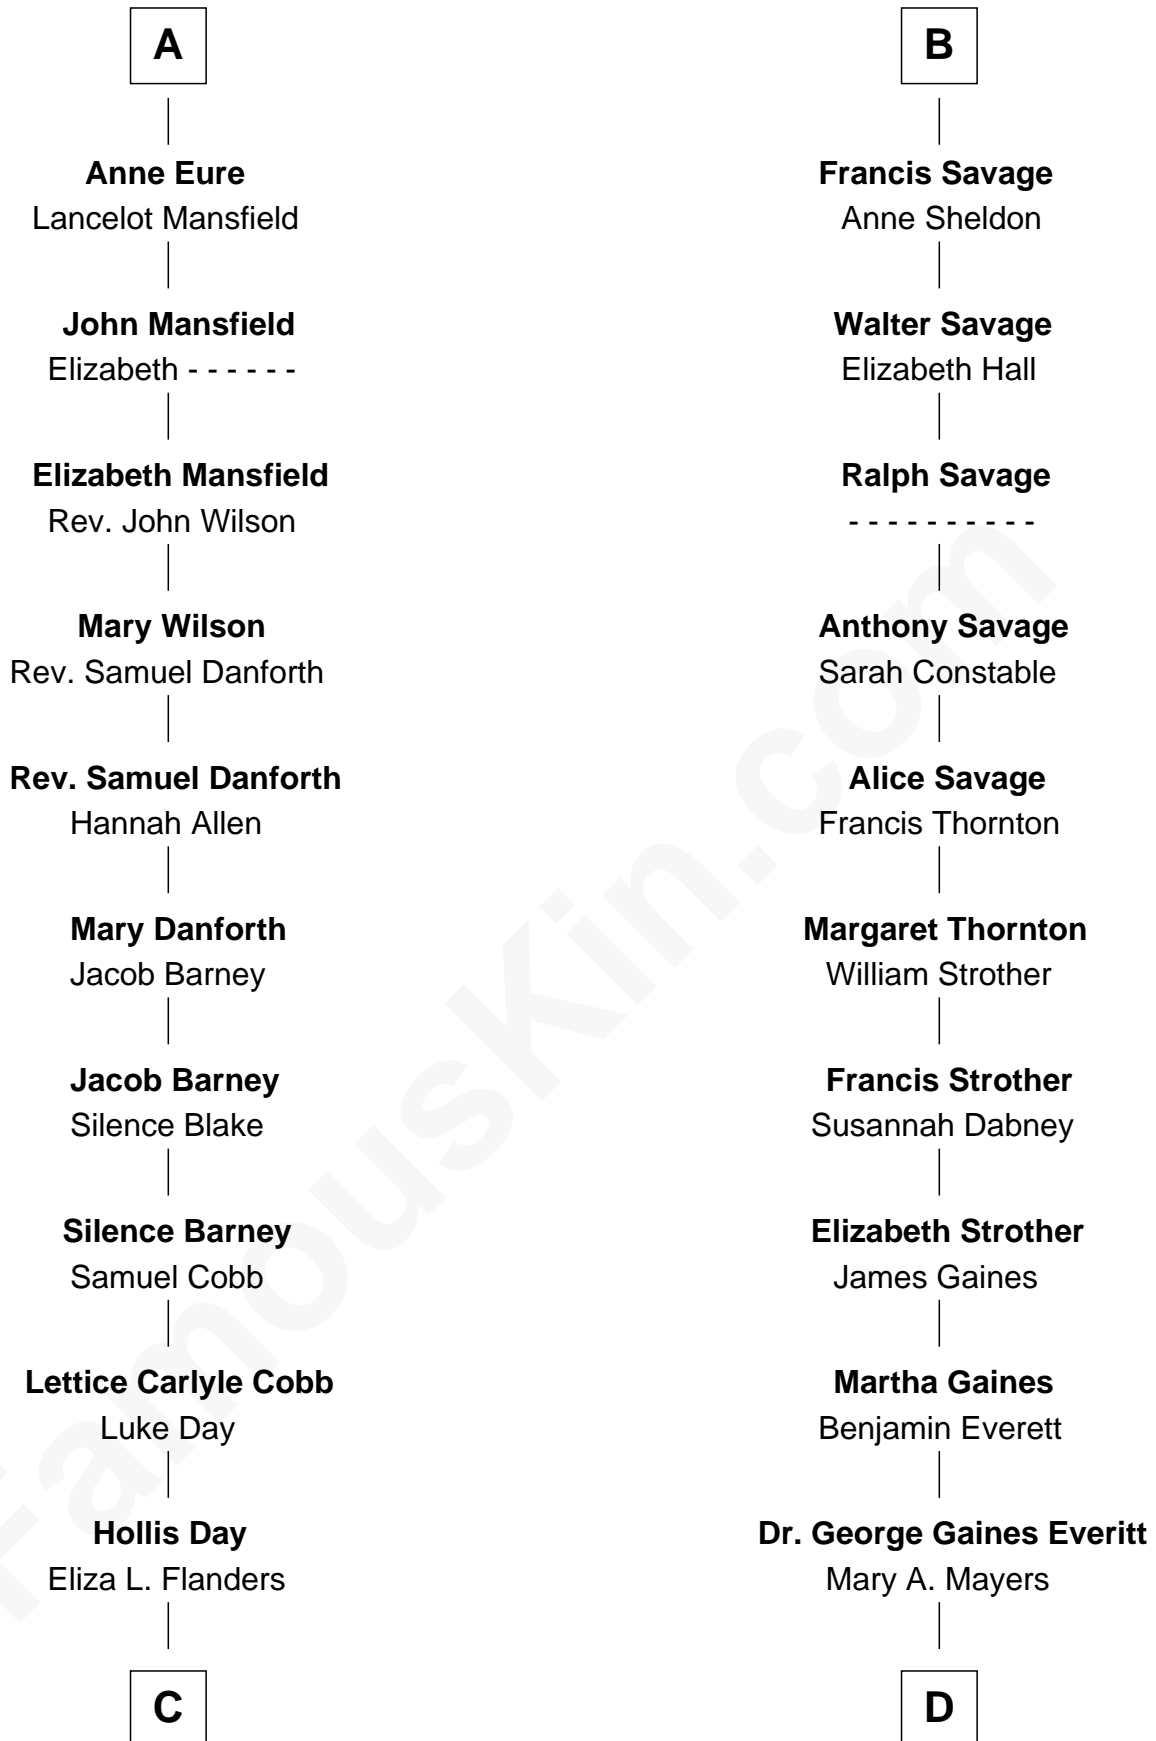 A
Anne Eure
Lancelot Mansfield
John Mansfield
Elizabeth - - - - - -
Elizabeth Mansfield
Rev. John Wilson
Mary Wilson
Rev. Samuel Danforth
Rev. Samuel Danforth
Hannah Allen
Mary Danforth
Jacob Barney
Jacob Barney
Silence Blake
Silence Barney
Samuel Cobb
Lettice Carlyle Cobb
Luke Day
Hollis Day
Eliza L. Flanders
C
B
Francis Savage
Anne Sheldon
Walter Savage
Elizabeth Hall
Ralph Savage
- - - - - - - - - -
Anthony Savage
Sarah Constable
Alice Savage
Francis Thornton
Margaret Thornton
William Strother
Francis Strother
Susannah Dabney
Elizabeth Strother
James Gaines
Martha Gaines
Benjamin Everett
Dr. George Gaines Everitt
Mary A. Mayers
D
FamousKin.com